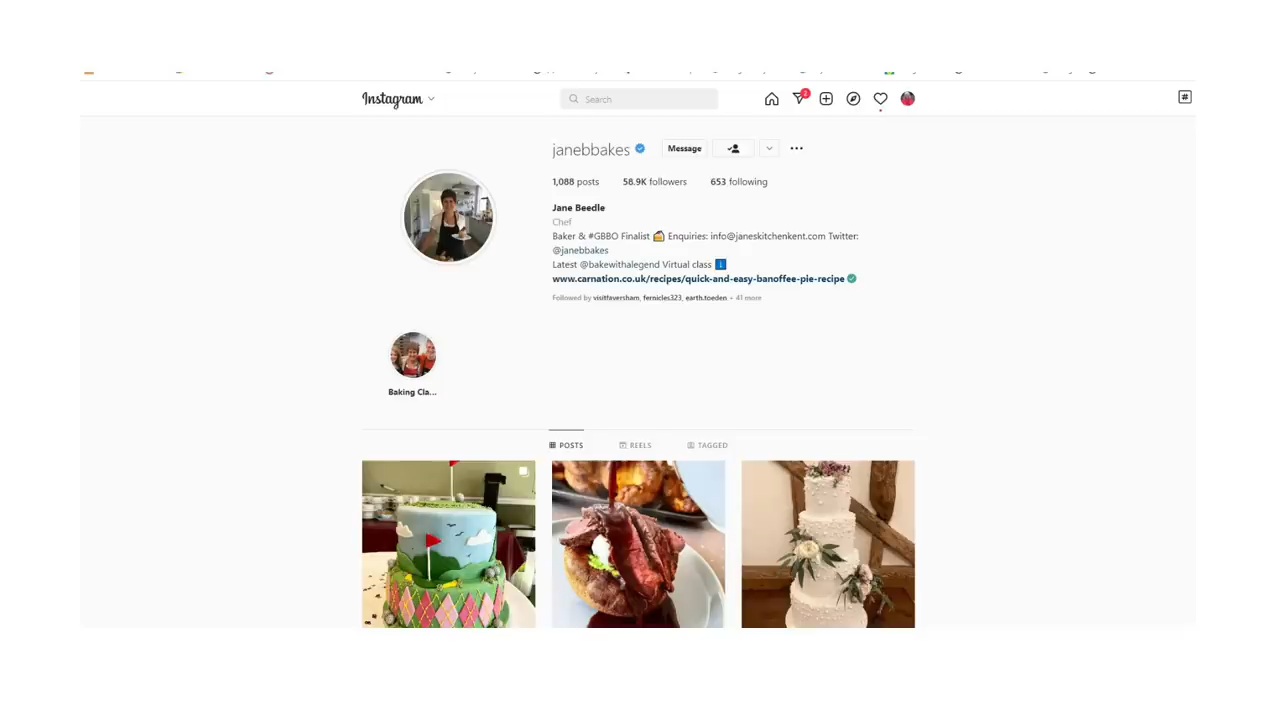 Instagram
Search
2
#
janebbakes
Message
1,088 posts 58.9K followers 653 following
Jane Beedle
Chef
Baker & #GBBO Finalist 🍰 Enquiries: info@janeskitchenkent.com Twitter:
@janebbakes
Latest @bakewithalegend Virtual class ℹ️
www.carnation.co.uk/recipes/quick-and-easy-banoffee-pie-recipe
Followed by visitfaversham, fernicles323, earth.toeden • 41 more
Baking Cla...
POSTS REELS TAGGED